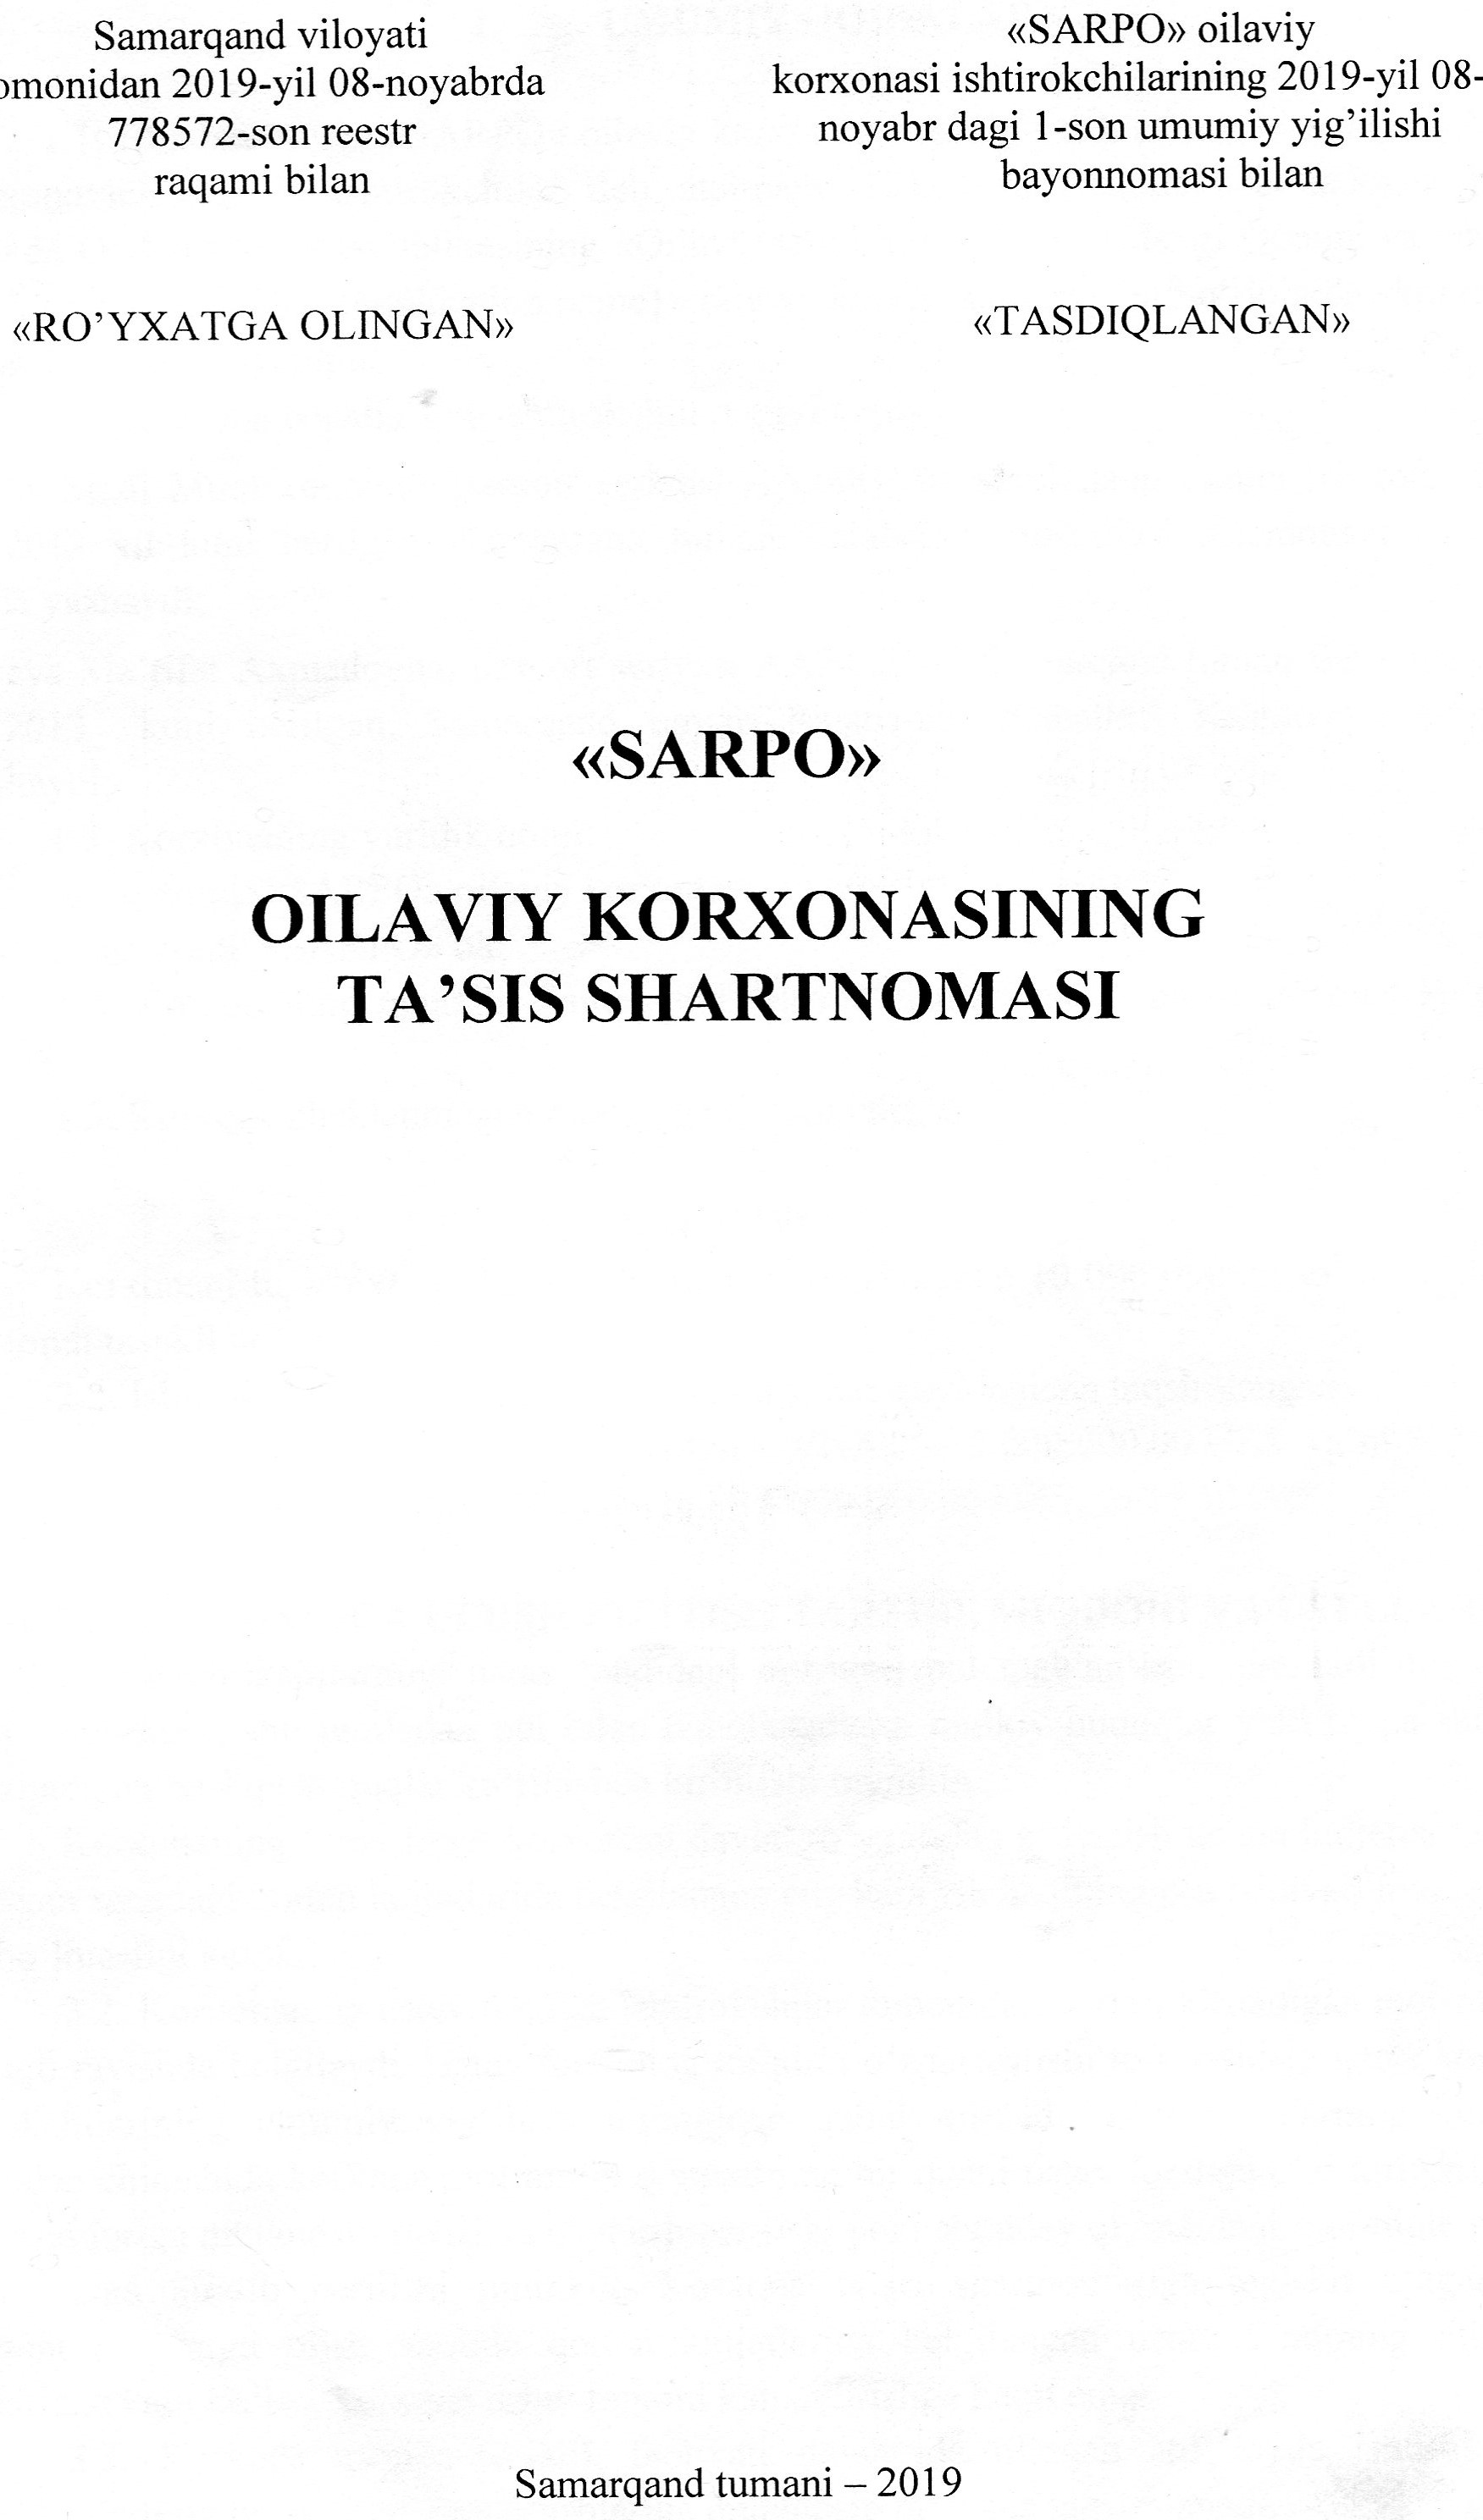 Samarqand viloyati
2019-yil 08-noyabrda
778572-son reestr
raqami bilan
«RO’YXATGA OLINGAN»
«SARPO» oilaviy
korxonasi ishtirokchilarining 2019-yil 08-
noyabr dagi 1-son umumiy yig’ilishi
bayonnomasi bilan
«TASDIQLANGAN»
«SARPO»
OILAVIY KORXONASINING
TA’SIS SHARTNOMASI
Samarqand tumani – 2019